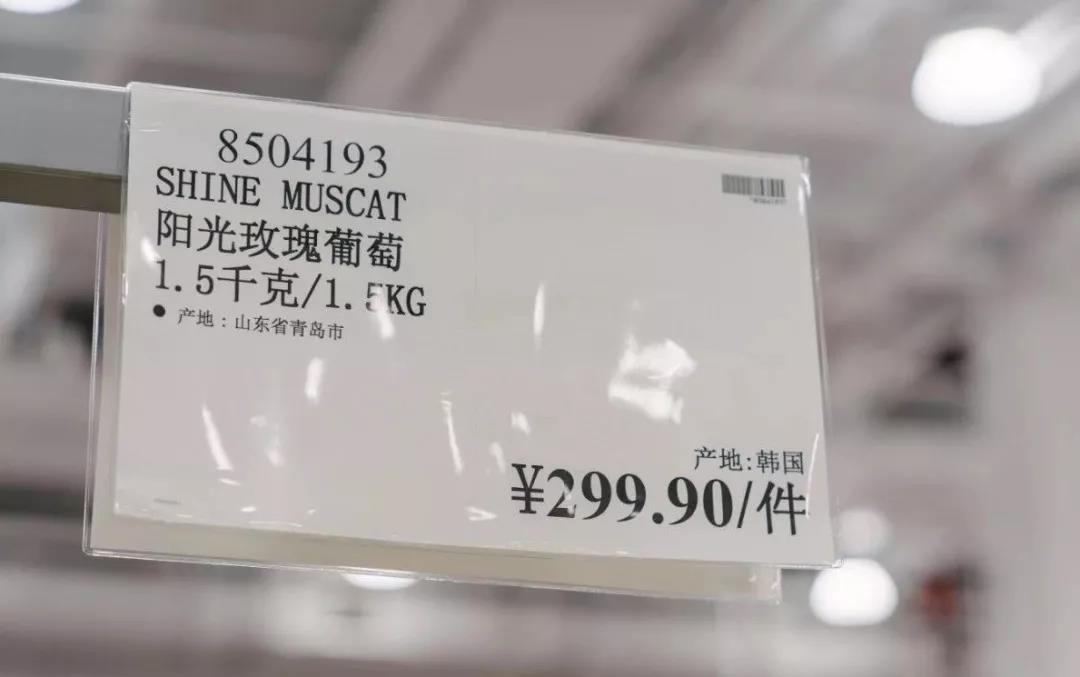 8504193
SHINE MUSCAT
阳光玫瑰葡萄
1.5千克/1.5KG
● 产地：山东省青岛市
产地:韩国
¥299.90/件